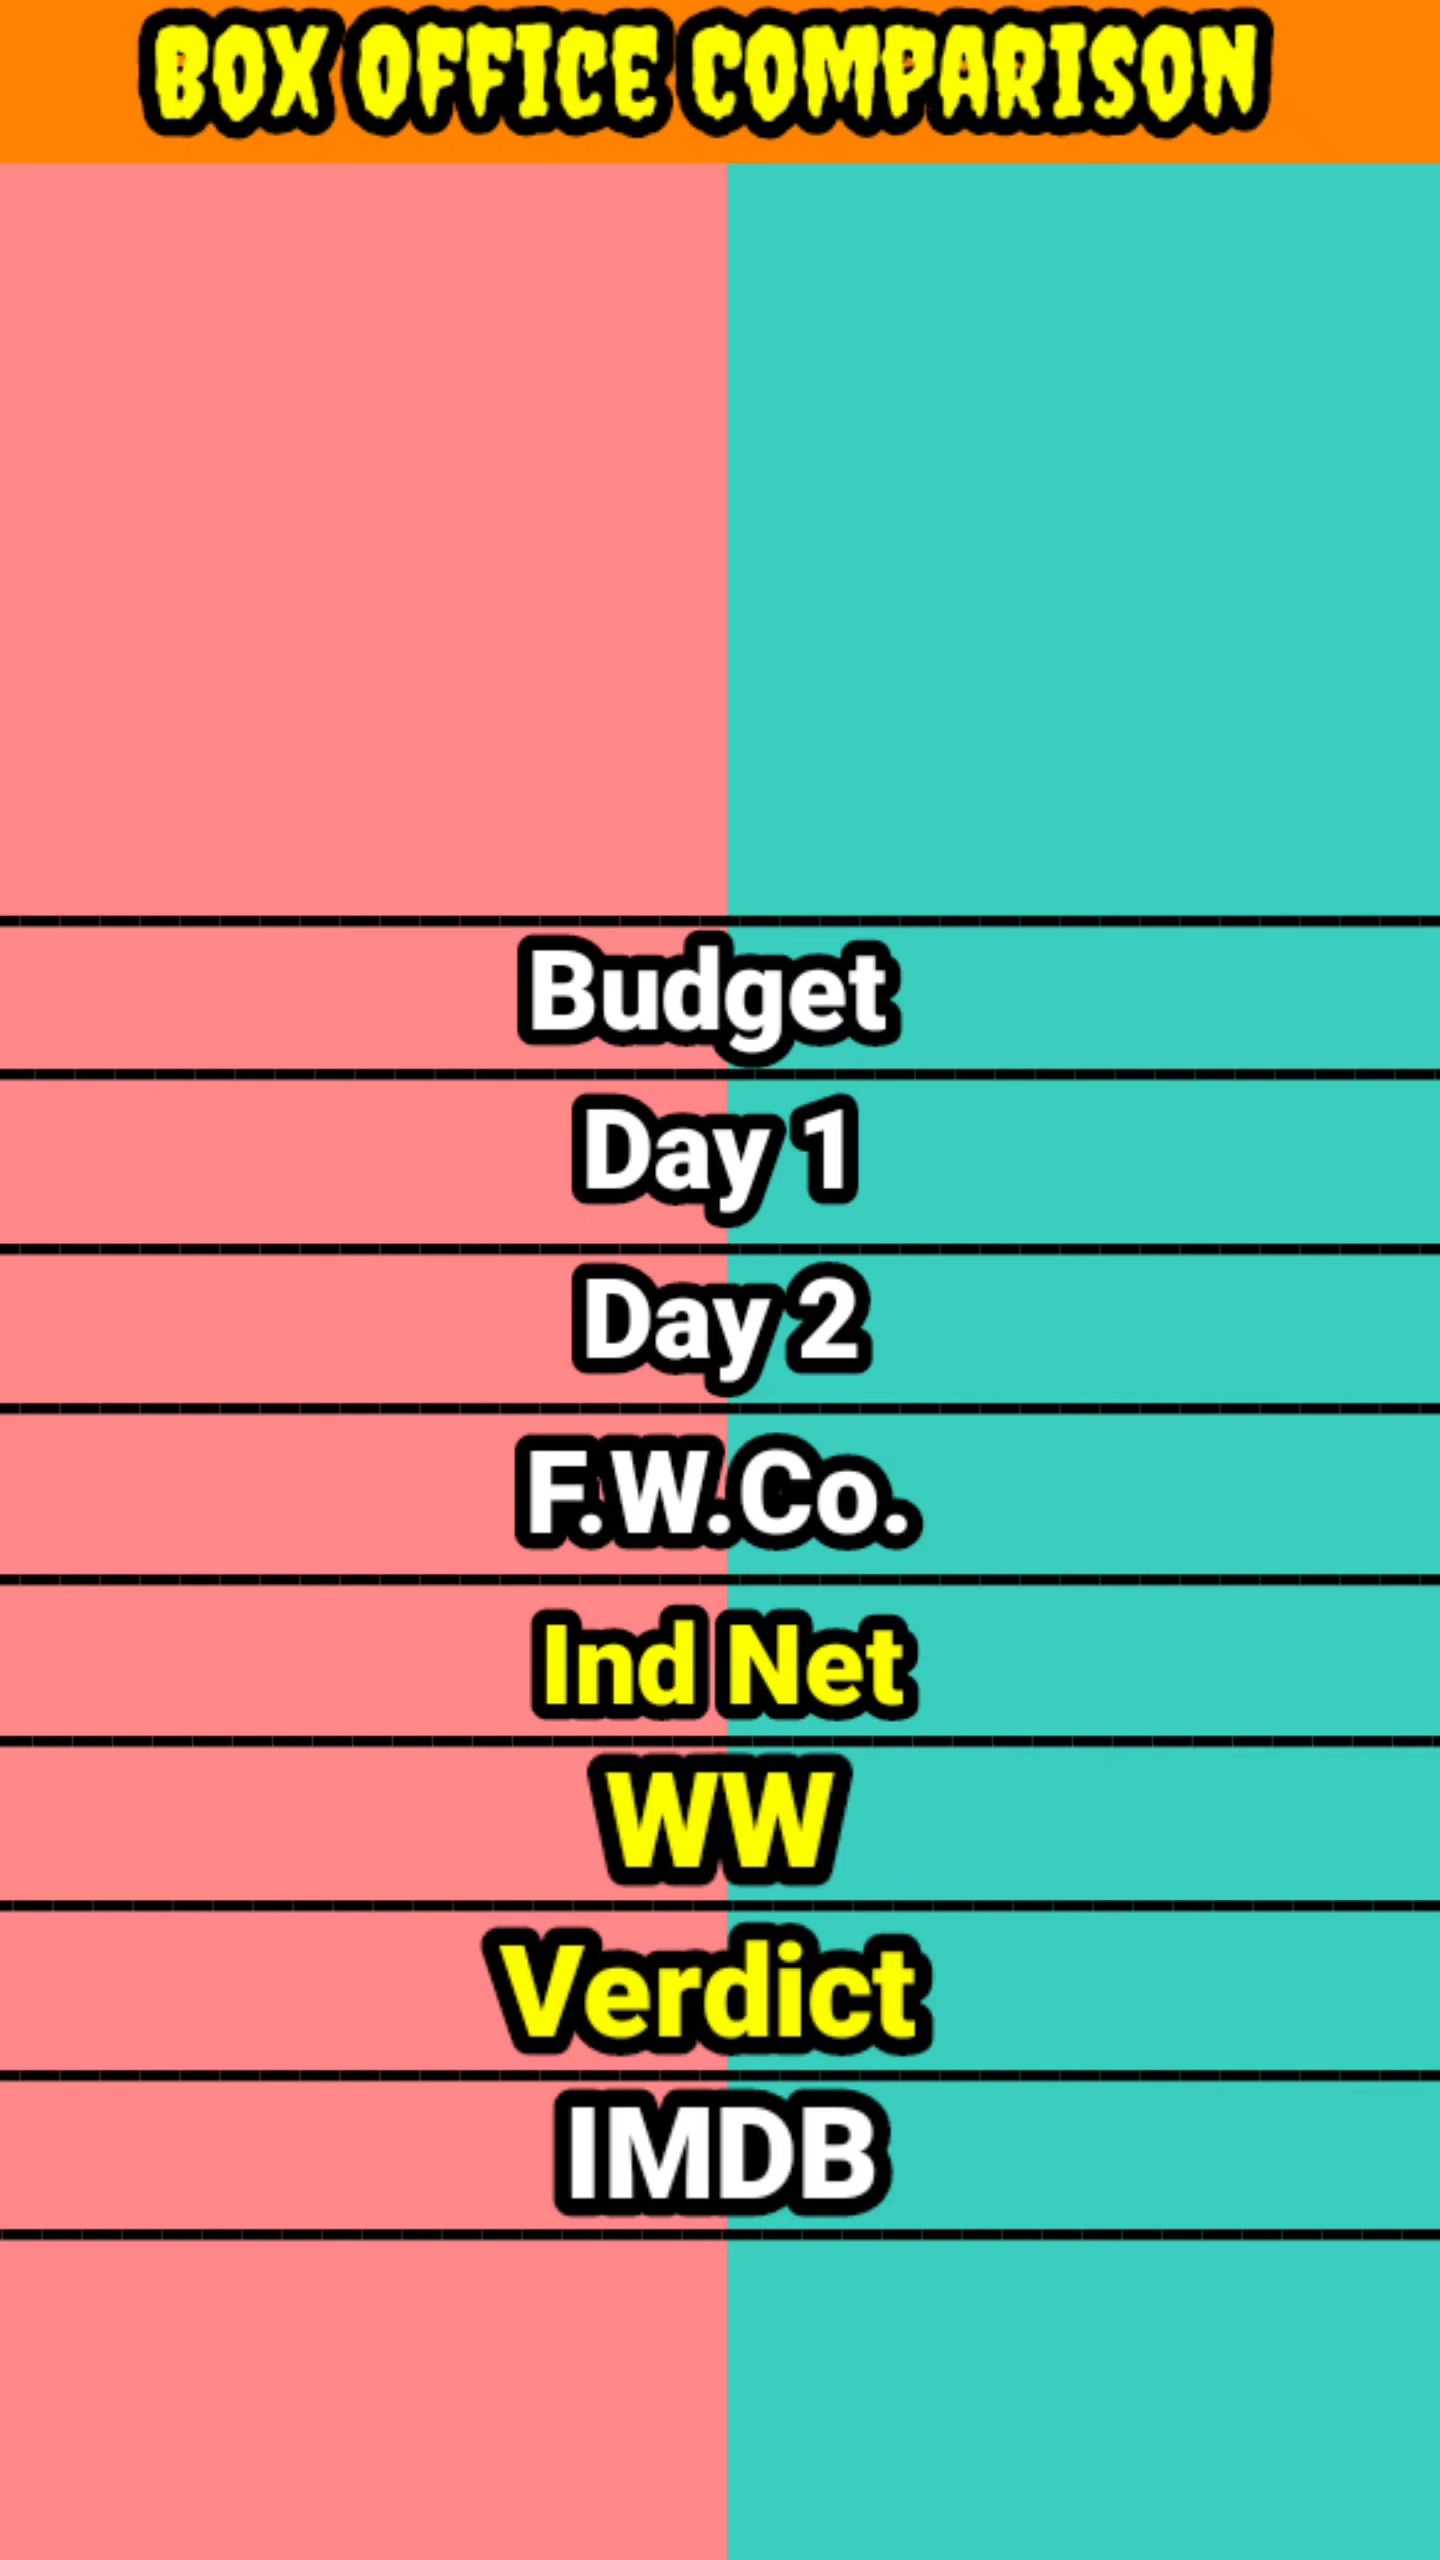 BOX OFFICE COMPARISON
Budget
Day 1
Day 2
F.W.Co.
Ind Net
WW
Verdict
IMDB